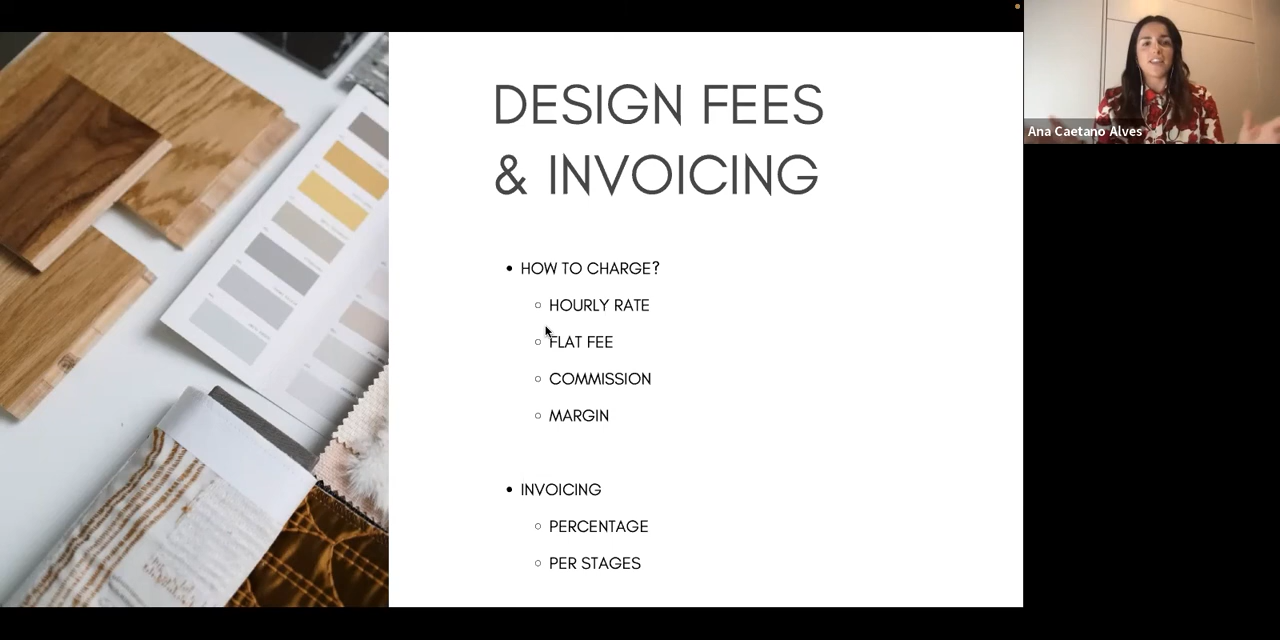 DESIGN FEES
& INVOICING
HOW TO CHARGE?
HOURLY RATE
FLAT FEE
COMMISSION
MARGIN
INVOICING
PERCENTAGE
PER STAGES
Ana Caetano Alves